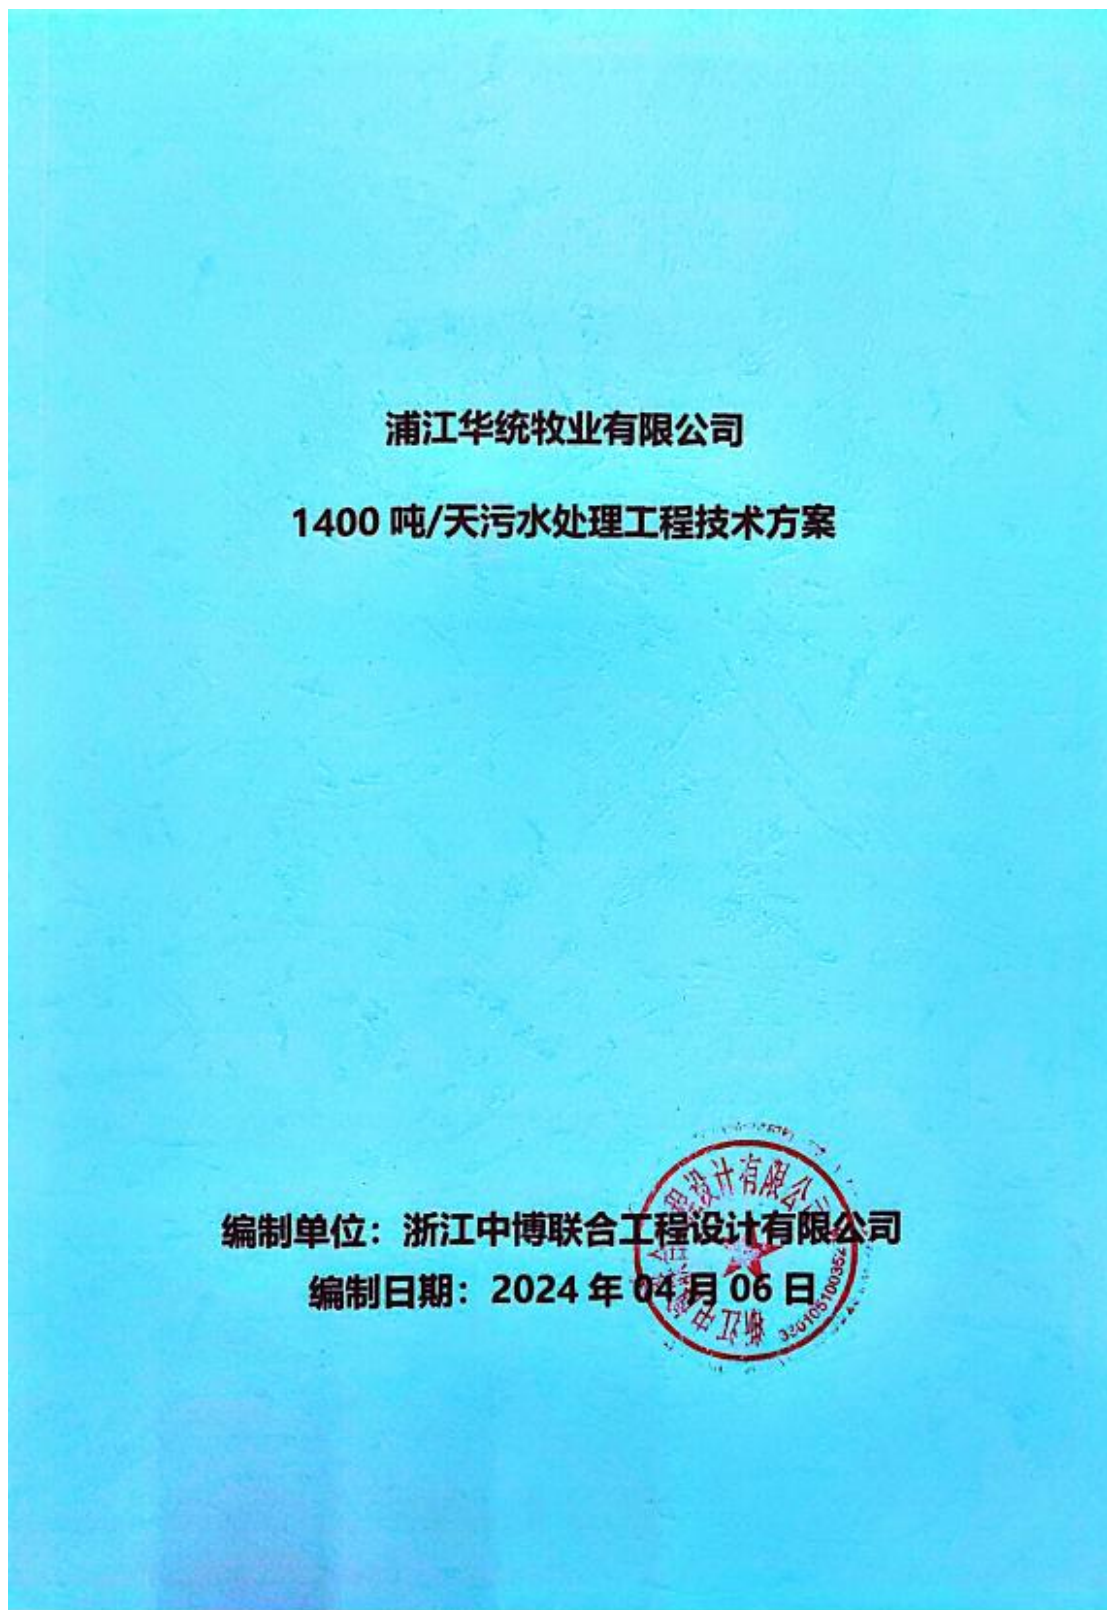 浦江华统牧业有限公司
1400 吨/天污水处理工程技术方案
编制单位：浙江中博联合工程设计有限公司
编制日期：2024 年 04 月 06 日